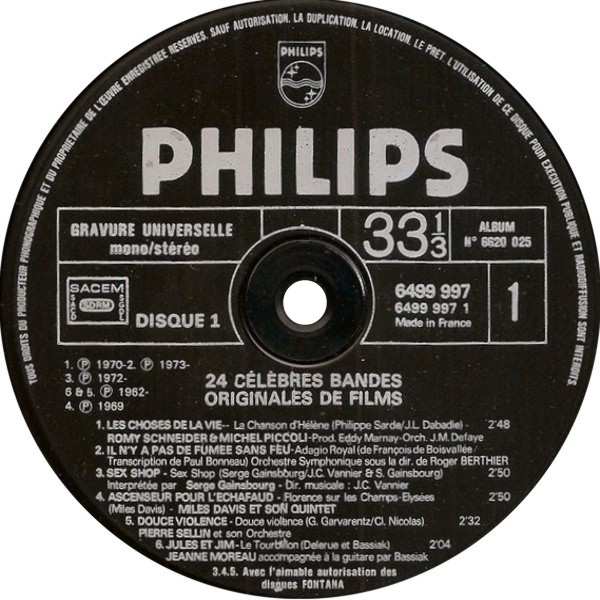 TOUS DROITS DU PRODUCTEUR PHONOGRAPHIQUE ET DU PROPRIETAIRE DE L'ŒUVRE ENREGISTREE RESERVES. SAUF AUTORISATION. LA DUPLICATION, LA LOCATION, LE PRET, L'UTILISATION DE CE DISQUE POUR EXECUTION PUBLIQUE ET RADIODIFFUSION SONT INTERDITS
PHILIPS
PHILIPS
GRAVURE UNIVERSELLE
mono/stéréo
33 1/3
ALBUM
N° 6620 025
SACEM
SACD SDRM SGDL
DISQUE 1
6499 997
6499 997 1
Made in France
1
1. Ⓟ 1970-2. Ⓟ 1973-
3. Ⓟ 1972-
6 & 5. Ⓟ 1962-
4. Ⓟ 1969
24 CÉLÈBRES BANDES
ORIGINALES DE FILMS
1. LES CHOSES DE LA VIE-- La Chanson d'Hélène (Philippe Sarde/J.L. Dabadie)- 2'48
ROMY SCHNEIDER & MICHEL PICCOLI-Prod. Eddy Marnay-Orch. J.M. Defaye
2. IL N'Y A PAS DE FUMEE SANS FEU-Adagio Royal (de François de Boisvallée/
Transcription de Paul Bonneau) Orchestre Symphonique sous la dir. de Roger BERTHIER
3. SEX SHOP - Sex Shop (Serge Gainsbbourg/J.C. Vannier & S. Gainsbourg) 2'50
Interprétée par Serge Gainsbourg - Dir. musicale : J.C. Vannier
4. ASCENSEUR POUR L'ECHAFAUD - Florence sur les Champs-Elysées 2'50
(Miles Davis) - MILES DAVIS ET SON QUINTET
5. DOUCE VIOLENCE - Douce violence (G. Garvarentz/Cl. Nicolas) 2'32
PIERRE SELLIN et son Orchestre
6. JULES ET JIM - Le Tourbillon (Delerue et Bassiak) 2'04
JEANNE MOREAU accompagnée à la guitare par Bassiak
3.4.5. Avec l'aimable autorisation des
disques FONTANA